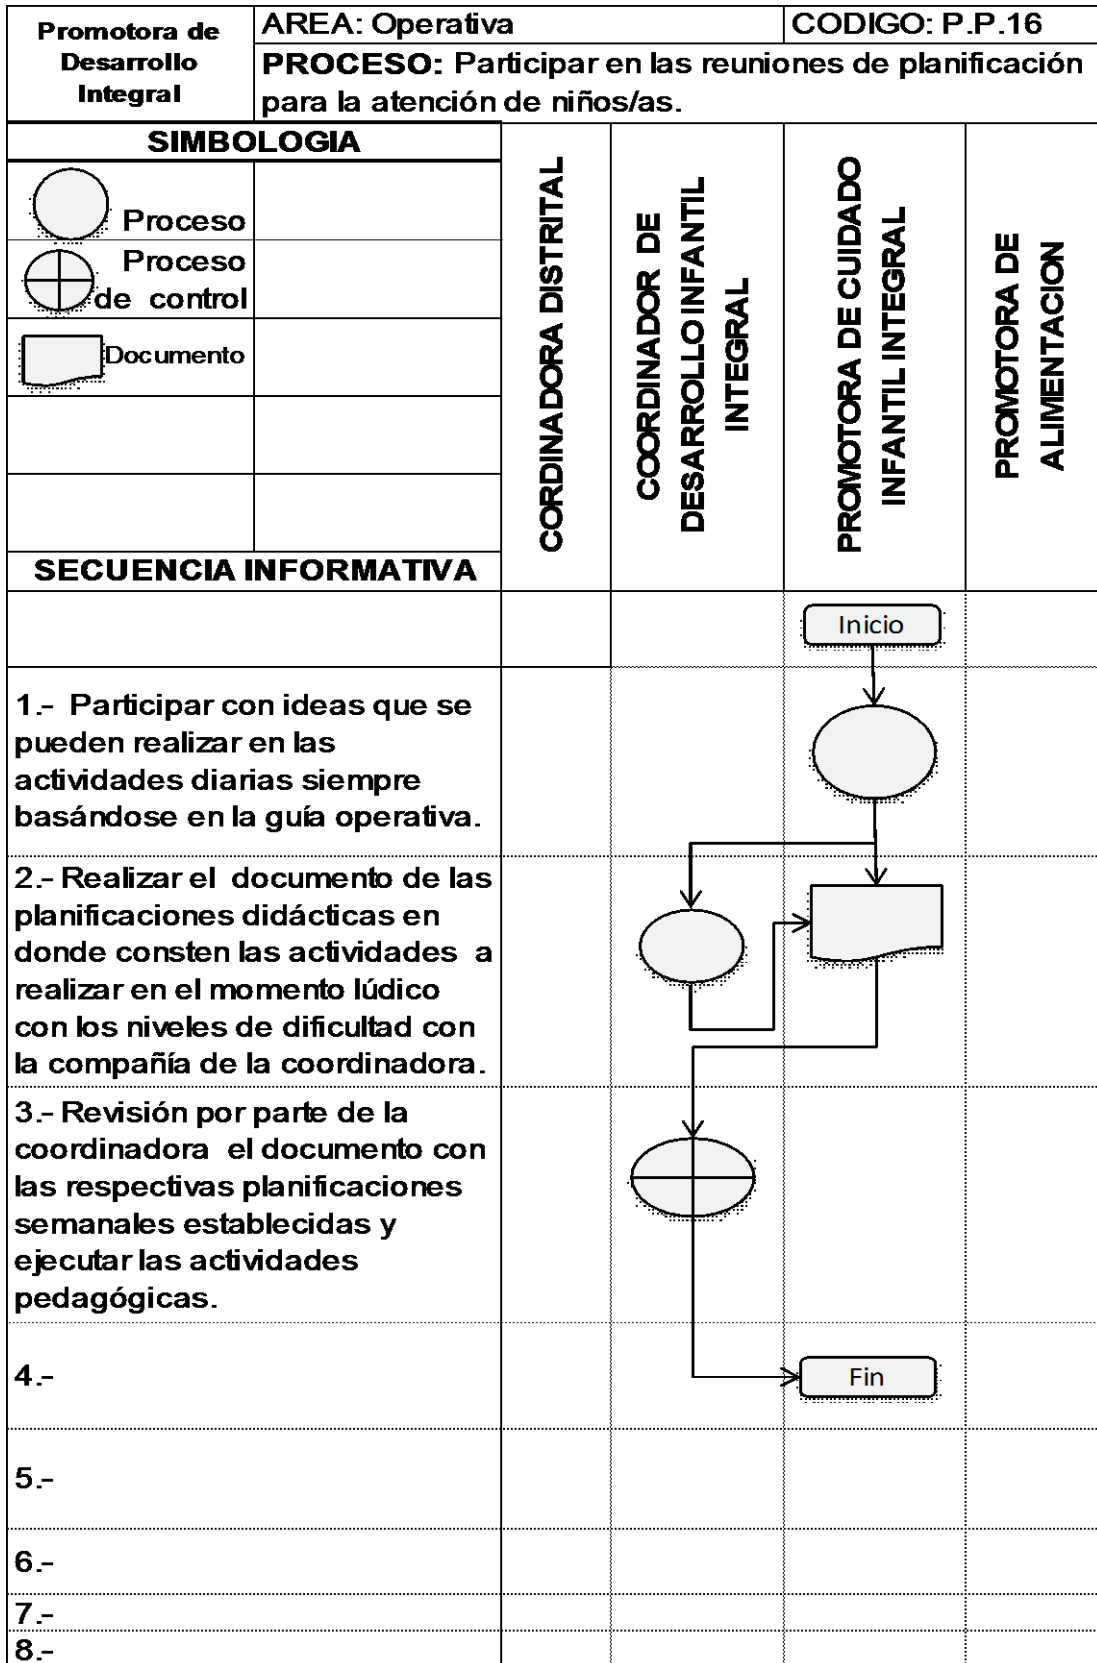 Promotora de
Desarrollo
Integral
AREA: Operativa
CODIGO: P.P.16
PROCESO: Participar en las reuniones de planificación
para la atención de niños/as.
SIMBOLOGIA
Proceso
Proceso
de control
Documento
CORDINADORA DISTRITAL
COORDINADOR DE
DESARROLLO INFANTIL
INTEGRAL
PROMOTORA DE CUIDADO
INFANTIL INTEGRAL
PROMOTORA DE
ALIMENTACION
SECUENCIA INFORMATIVA
Inicio
1.- Participar con ideas que se
pueden realizar en las
actividades diarias siempre
basándose en la guía operativa.
2.- Realizar el documento de las
planificaciones didácticas en
donde consten las actividades a
realizar en el momento lúdico
con los niveles de dificultad con
la compañía de la coordinadora.
3.- Revisión por parte de la
coordinadora el documento con
las respectivas planificaciones
semanales establecidas y
ejecutar las actividades
pedagógicas.
4.-
Fin
5.-
6.-
7.-
8.-